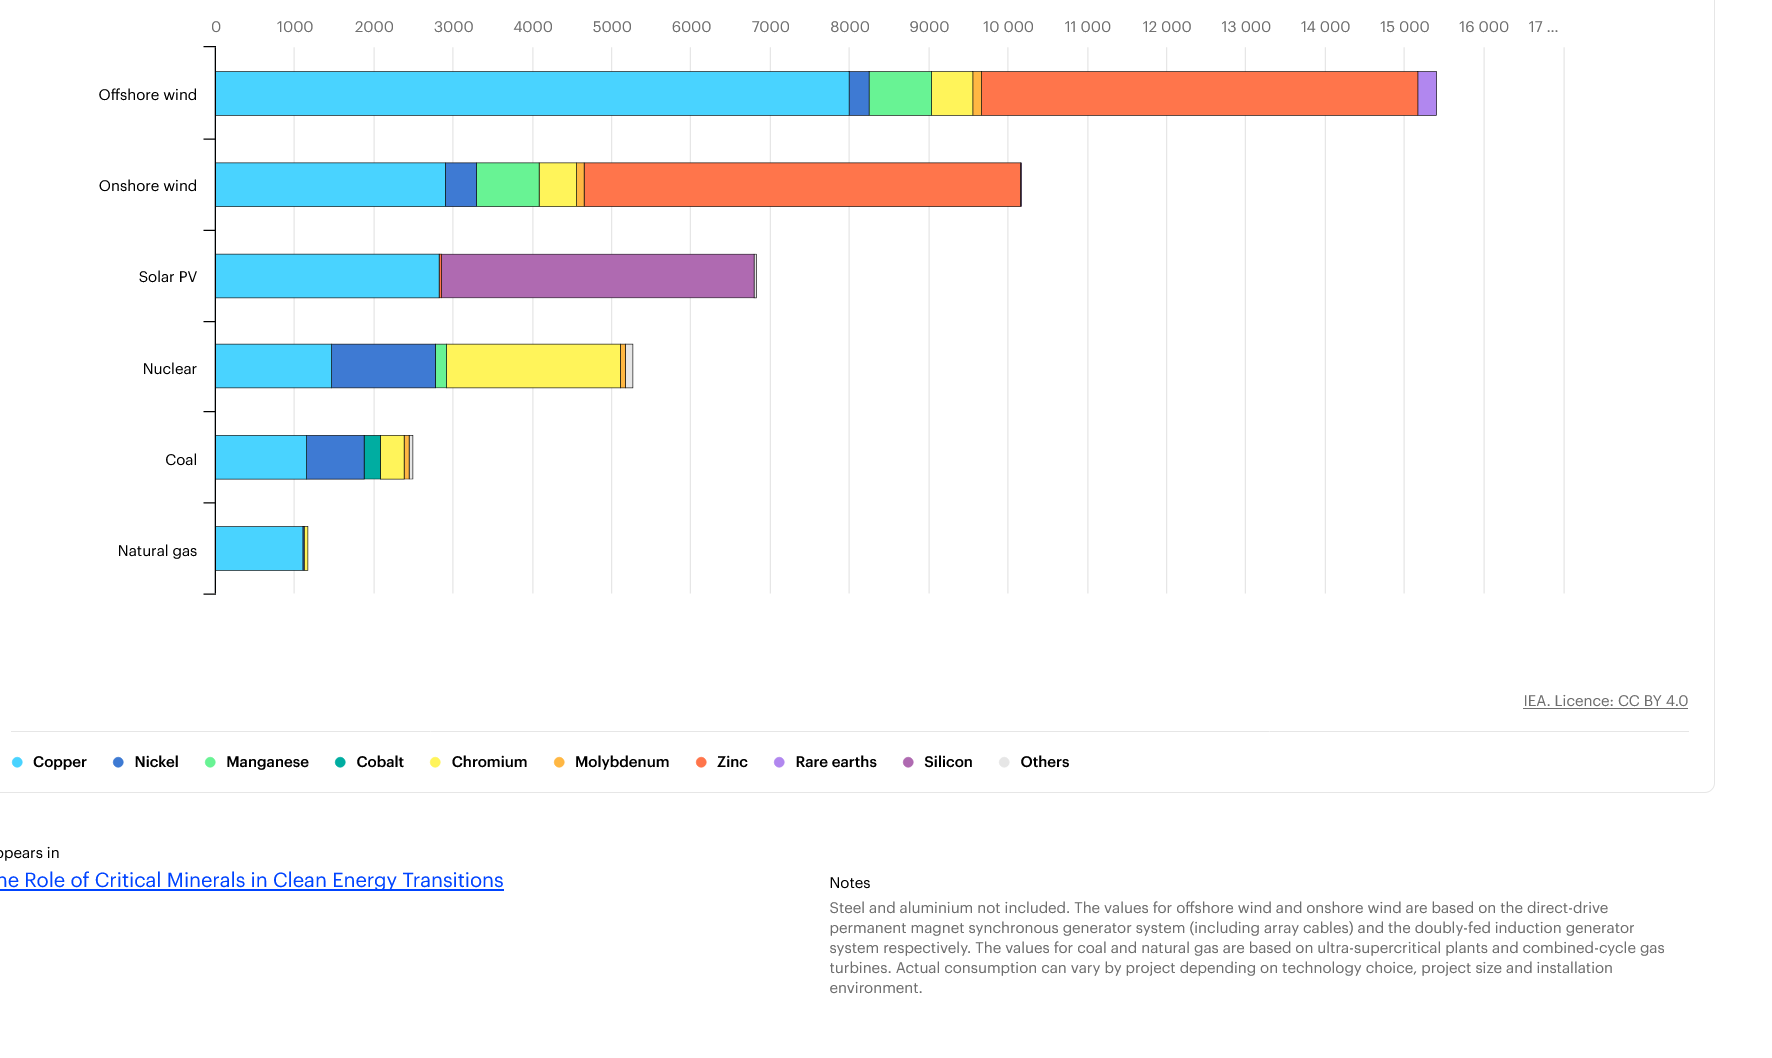 0 1000 2000 3000 4000 5000 6000 7000 8000 9000 10 000 11 000 12 000 13 000 14 000 15 000 16 000 17 ...
Offshore wind
Onshore wind
Solar PV
Nuclear
Coal
Natural gas
IEA. Licence: CC BY 4.0
Copper Nickel Manganese Cobalt Chromium Molybdenum Zinc Rare earths Silicon Others
ppears in
he Role of Critical Minerals in Clean Energy Transitions
Notes
Steel and aluminium not included. The values for offshore wind and onshore wind are based on the direct-drive
permanent magnet synchronous generator system (including array cables) and the doubly-fed induction generator
system respectively. The values for coal and natural gas are based on ultra-supercritical plants and combined-cycle gas
turbines. Actual consumption can vary by project depending on technology choice, project size and installation
environment.